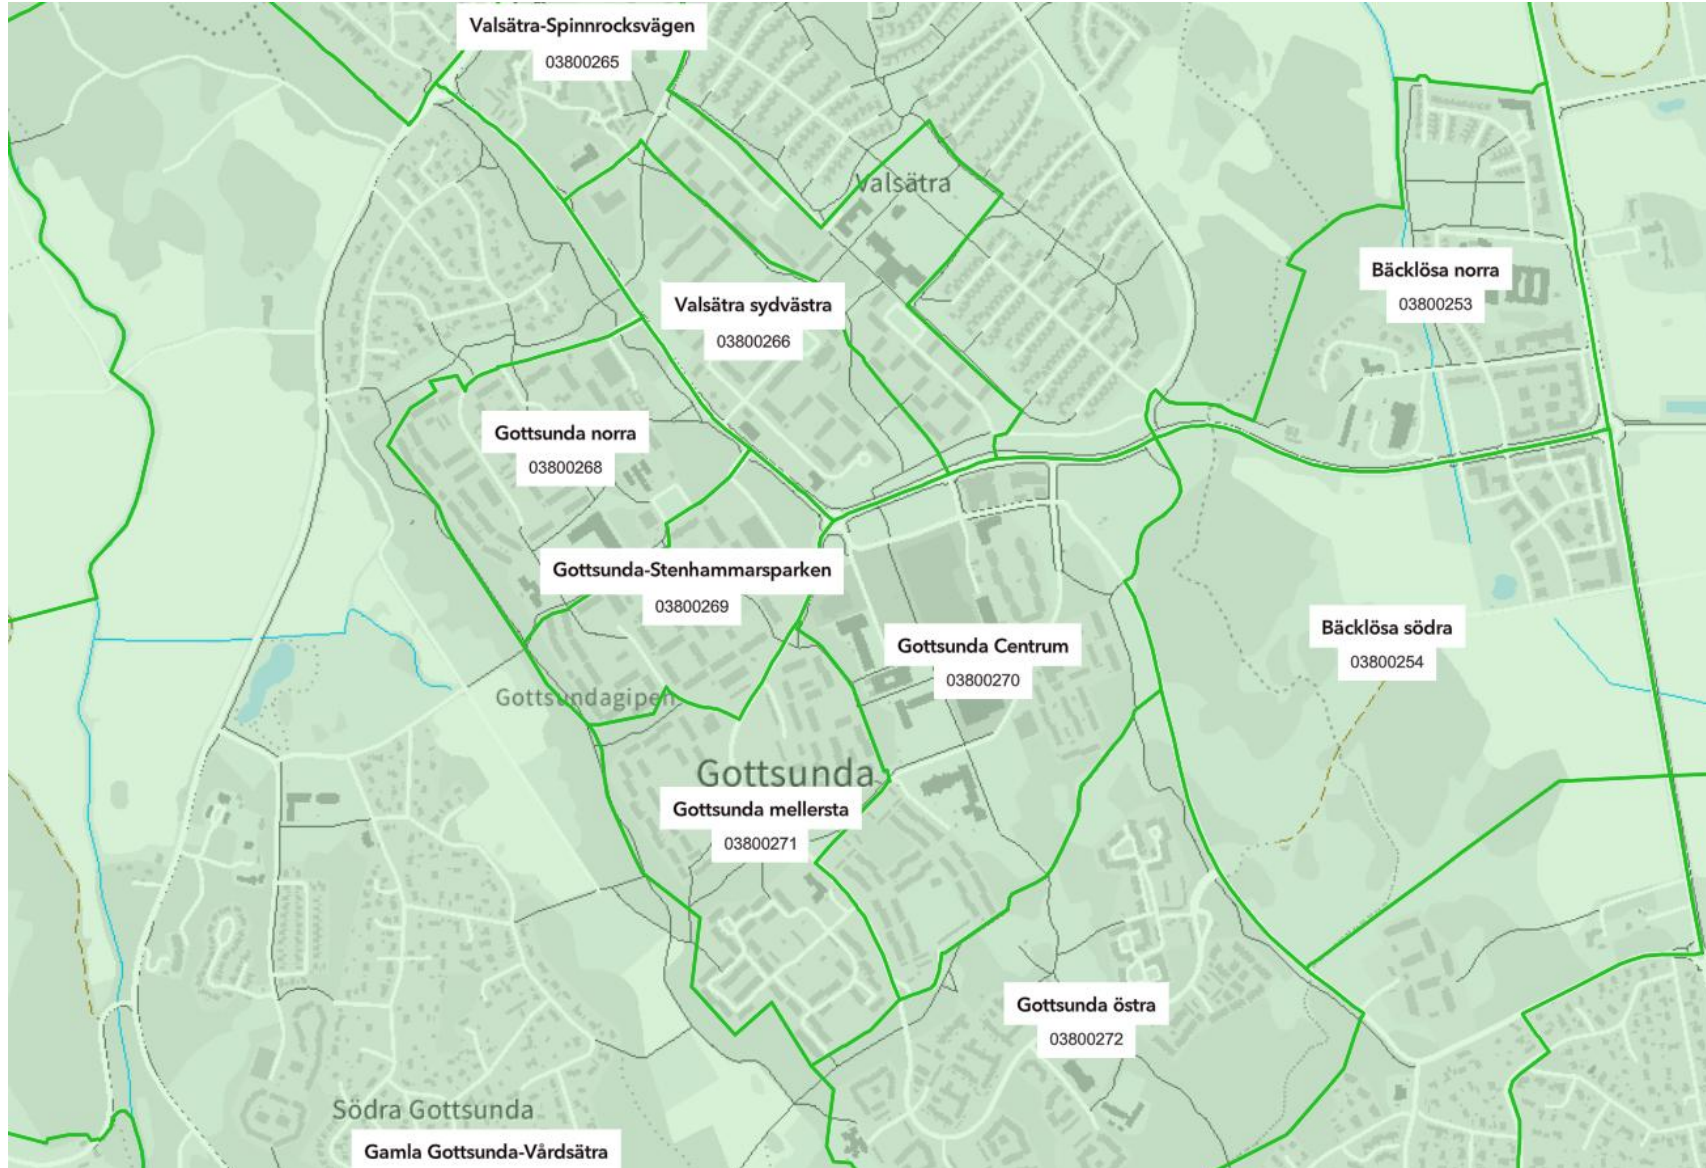 Valsätra-Spinnrocksvägen
03800265
Valsätra
Bäcklösa norra
03800253
Valsätra sydvästra
03800266
Gottsunda norra
03800268
Gottsunda-Stenhammarsparken
03800269
Gottsunda Centrum
03800270
Bäcklösa södra
03800254
Gottsundagipen
Gottsunda
Gottsunda mellersta
03800271
Gottsunda östra
03800272
Södra Gottsunda
Gamla Gottsunda-Vårdsätra